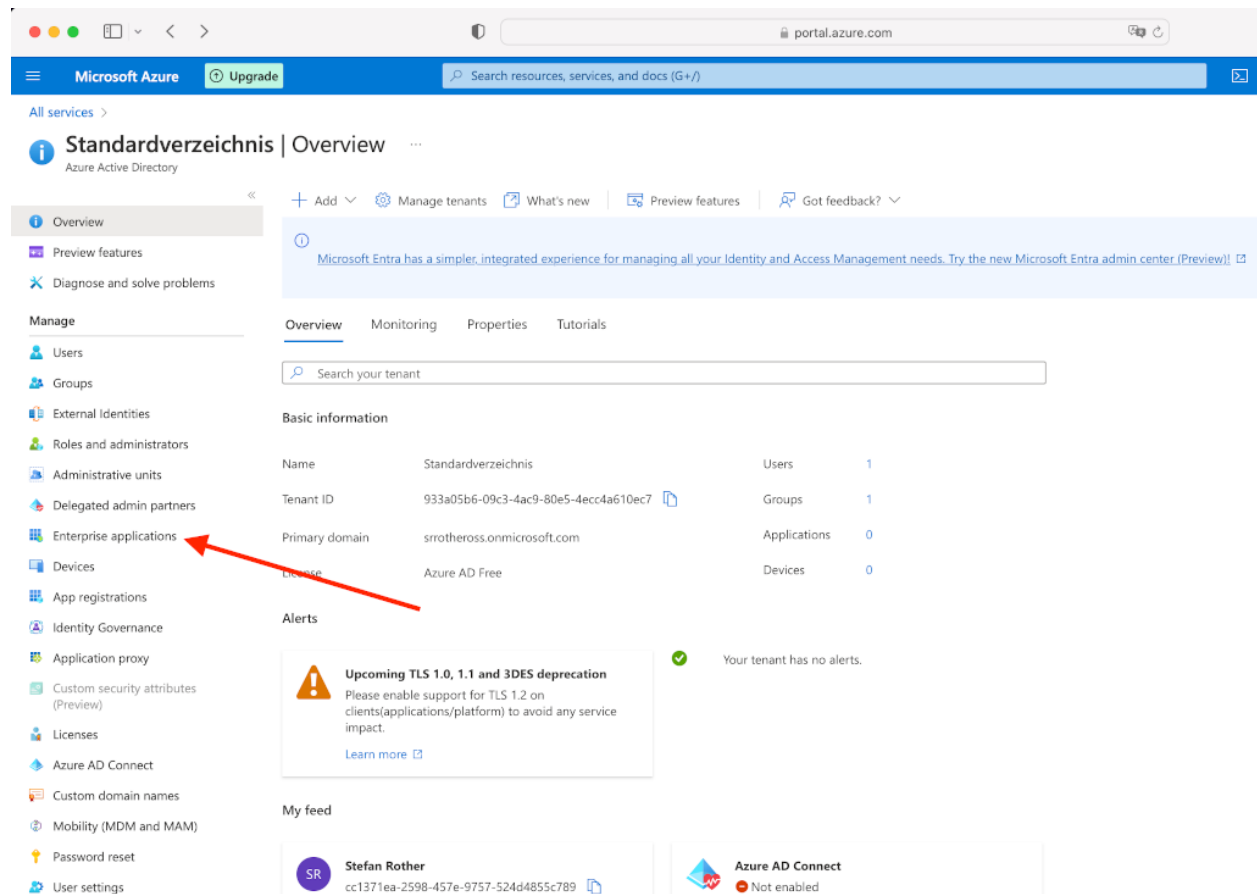 portal.azure.com
Microsoft Azure
Upgrade
Search resources, services, and docs (G+/)
All services >
Standardverzeichnis | Overview ...
Azure Active Directory
«
Add
Manage tenants
What's new
Preview features
Got feedback?
Overview
Preview features
Diagnose and solve problems
Manage
Users
Groups
External Identities
Roles and administrators
Administrative units
Delegated admin partners
Enterprise applications
Devices
App registrations
Identity Governance
Application proxy
Custom security attributes
(Preview)
Licenses
Azure AD Connect
Custom domain names
Mobility (MDM and MAM)
Password reset
User settings
Microsoft Entra has a simpler, integrated experience for managing all your Identity and Access Management needs. Try the new Microsoft Entra admin center (Preview)!
Overview Monitoring Properties Tutorials
Search your tenant
Basic information
Name Standardverzeichnis Users 1
Tenant ID 933a05b6-09c3-4ac9-80e5-4ecc4a610ec7 Groups 1
Primary domain srrotheross.onmicrosoft.com Applications 0
License Azure AD Free Devices 0
Alerts
Upcoming TLS 1.0, 1.1 and 3DES deprecation
Please enable support for TLS 1.2 on
clients(applications/platform) to avoid any service
impact.
Learn more
Your tenant has no alerts.
My feed
SR
Stefan Rother
cc1371ea-2598-457e-9757-524d4855c789
Azure AD Connect
Not enabled